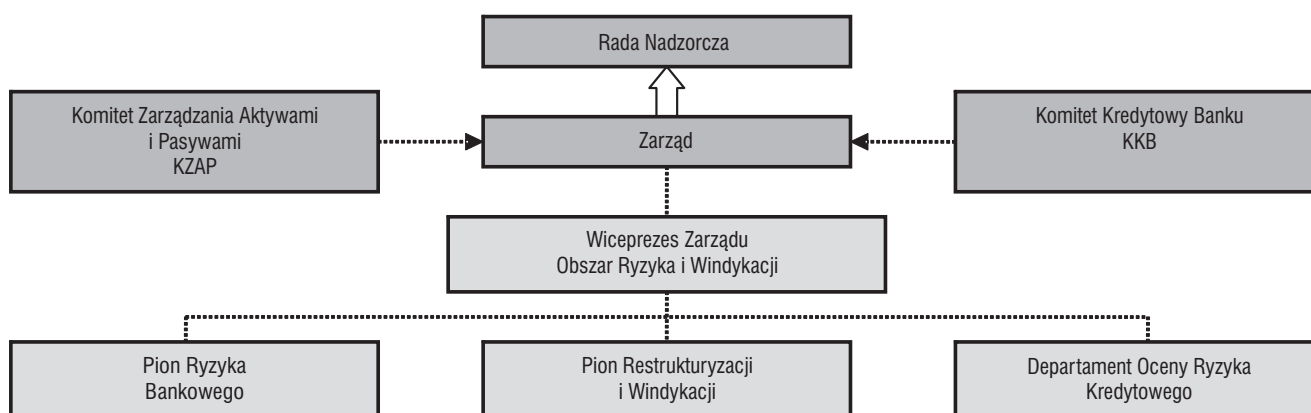 Rada Nadzorcza
Komitet Zarządzania Aktywami
i Pasywami
KZAP
Zarząd
Komitet Kredytowy Banku
KKB
Wiceprezes Zarządu
Obszar Ryzyka i Windykacji
Pion Ryzyka
Bankowego
Pion Restrukturyzacji
i Windykacji
Departament Oceny Ryzyka
Kredytowego